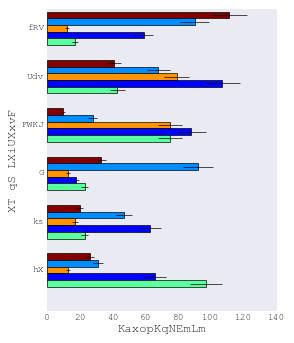 fRV
Udv
PWKJ
G
ks
hX
XT qS LXiUXxvF
0 20 40 60 80 100 120 140
KaxopKqNEmLm